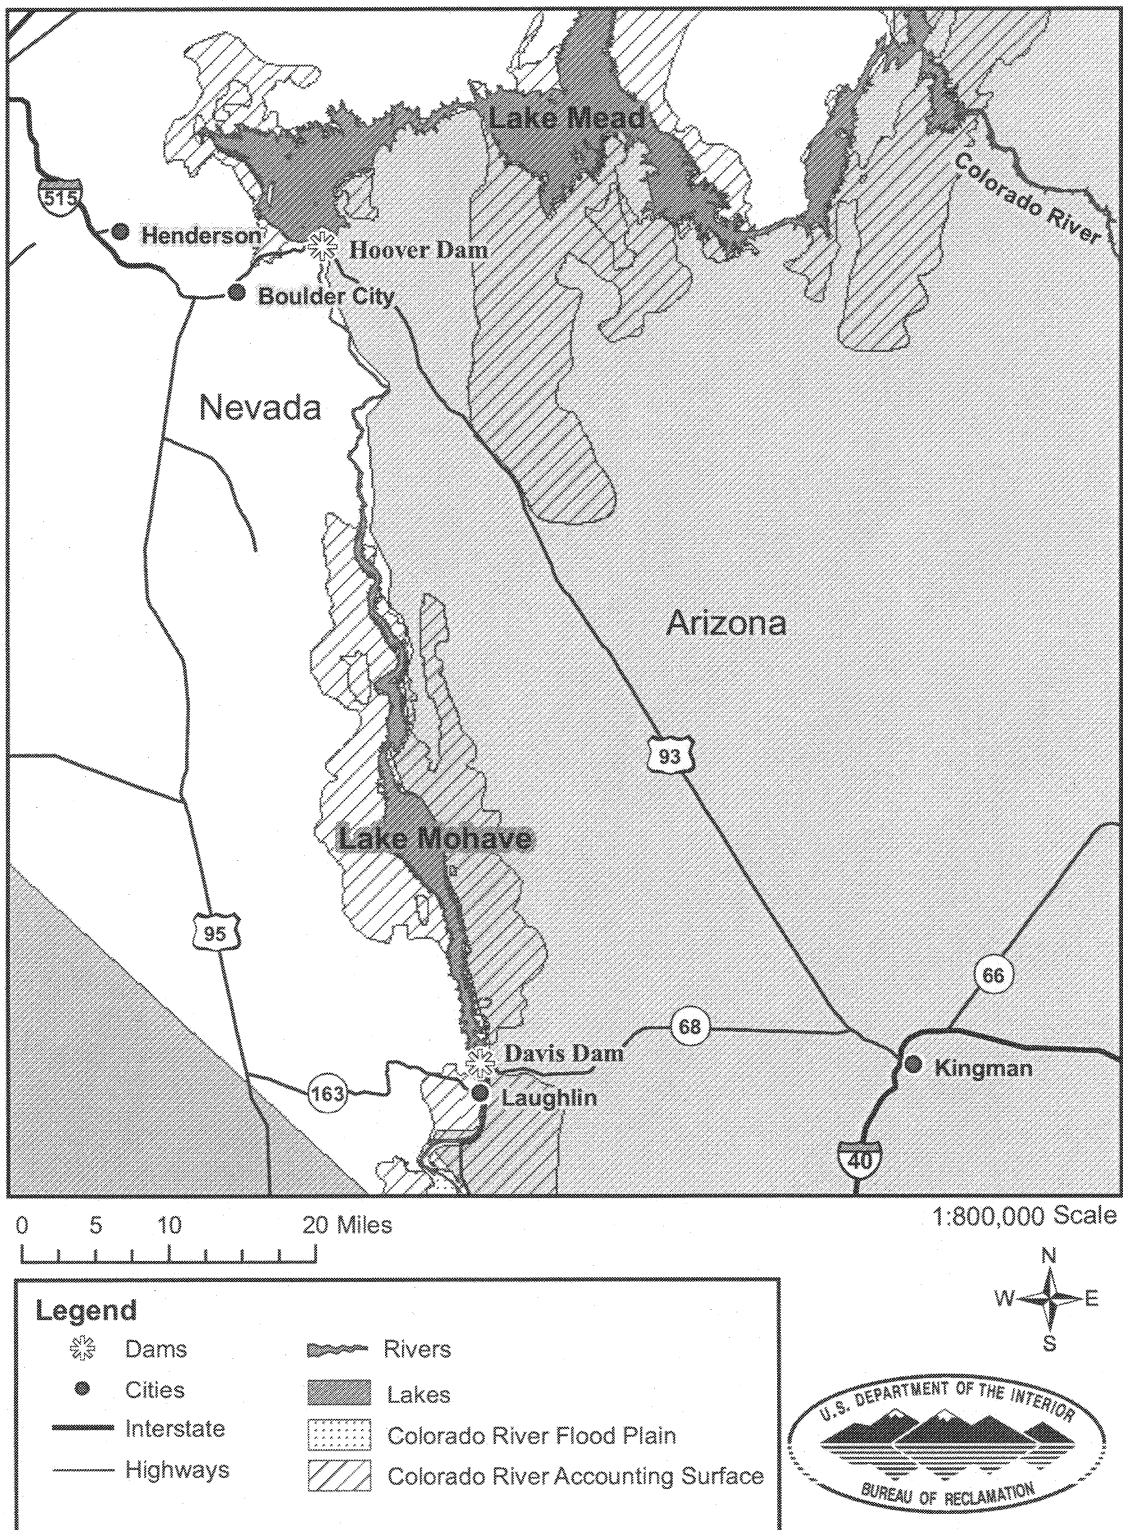 Lake Mead
Colorado River
515
Henderson
Hoover Dam
Boulder City
Nevada
Arizona
93
Lake Mohave
95
66
68
Davis Dam
Kingman
163
Laughlin
40
0 5 10 20 Miles
1:800,000 Scale
N
W E
S
Legend
Dams
Cities
Interstate
Highways
Rivers
Lakes
Colorado River Flood Plain
Colorado River Accounting Surface
U.S. DEPARTMENT OF THE INTERIOR
BUREAU OF RECLAMATION